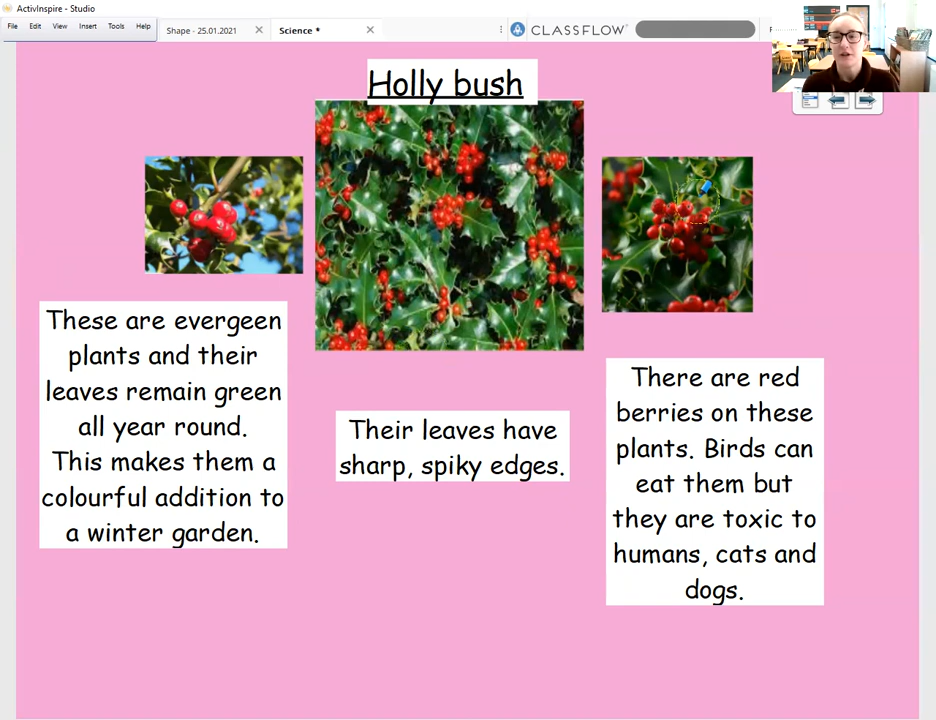 ActivInspire - Studio
File Edit View Insert Tools Help
Shape - 25.01.2021
Science *
CLASSFLOW
Holly bush
These are evergeen
plants and their
leaves remain green
all year round.
This makes them a
colourful addition to
a winter garden.
Their leaves have
sharp, spiky edges.
There are red
berries on these
plants. Birds can
eat them but
they are toxic to
humans, cats and
dogs.